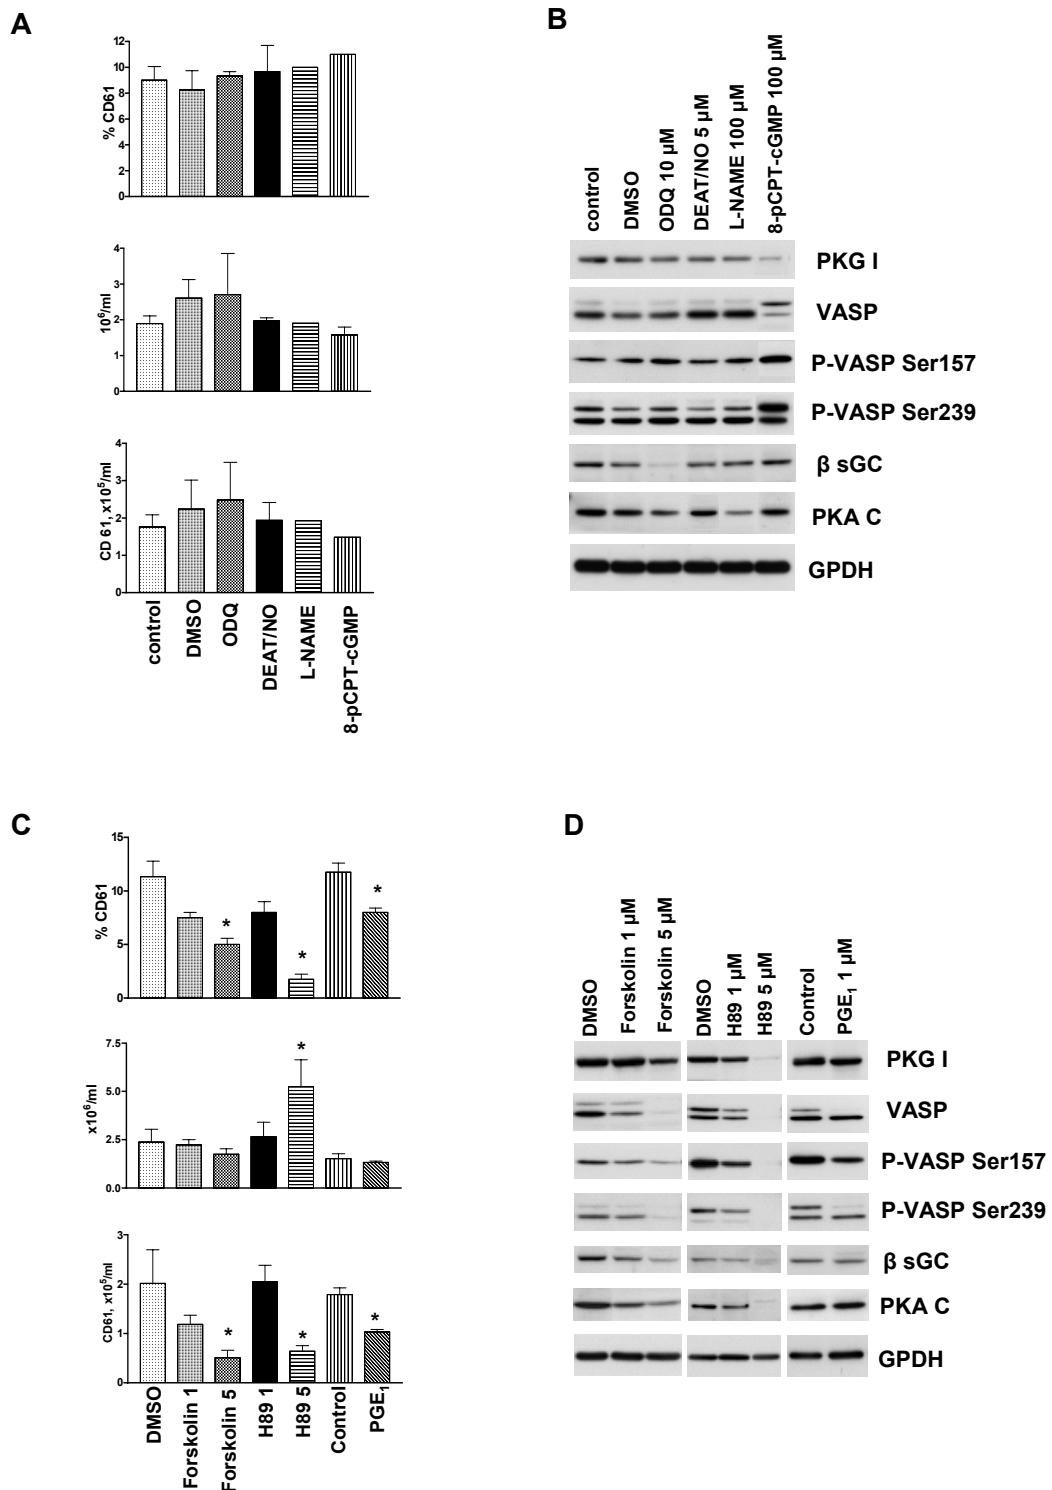 A
12
10
8
6
4
2
0
% CD61
4
3
2
1
0
10⁶/ml
4
3
2
1
0
CD 61, x10⁵/ml
control
DMSO
ODQ
DEAT/NO
L-NAME
8-pCPT-cGMP
B
control
DMSO
ODQ 10 µM
DEAT/NO 5 µM
L-NAME 100 µM
8-pCPT-cGMP 100 µM
PKG I
VASP
P-VASP Ser157
P-VASP Ser239
β sGC
PKA C
GPDH
C
15
10
5
0
% CD61
*
*
*
7.5
5.0
2.5
0.0
x10⁶/ml
*
3
2
1
0
CD61, x10⁵/ml
*
*
*
DMSO
Forskolin 1
Forskolin 5
H89 1
H89 5
Control
PGE₁
D
DMSO
Forskolin 1 µM
Forskolin 5 µM
DMSO
H89 1 µM
H89 5 µM
Control
PGE₁ 1 µM
PKG I
VASP
P-VASP Ser157
P-VASP Ser239
β sGC
PKA C
GPDH